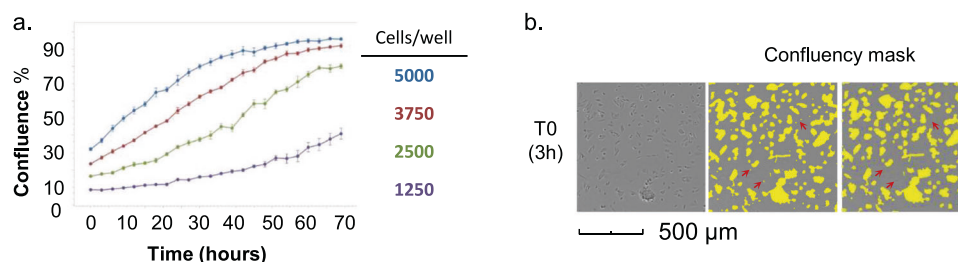 a.
Confluence %
90
70
50
30
10
0
0 10 20 30 40 50 60 70
Time (hours)
Cells/well
5000
3750
2500
1250
b.
Confluency mask
T0
(3h)
500 µm